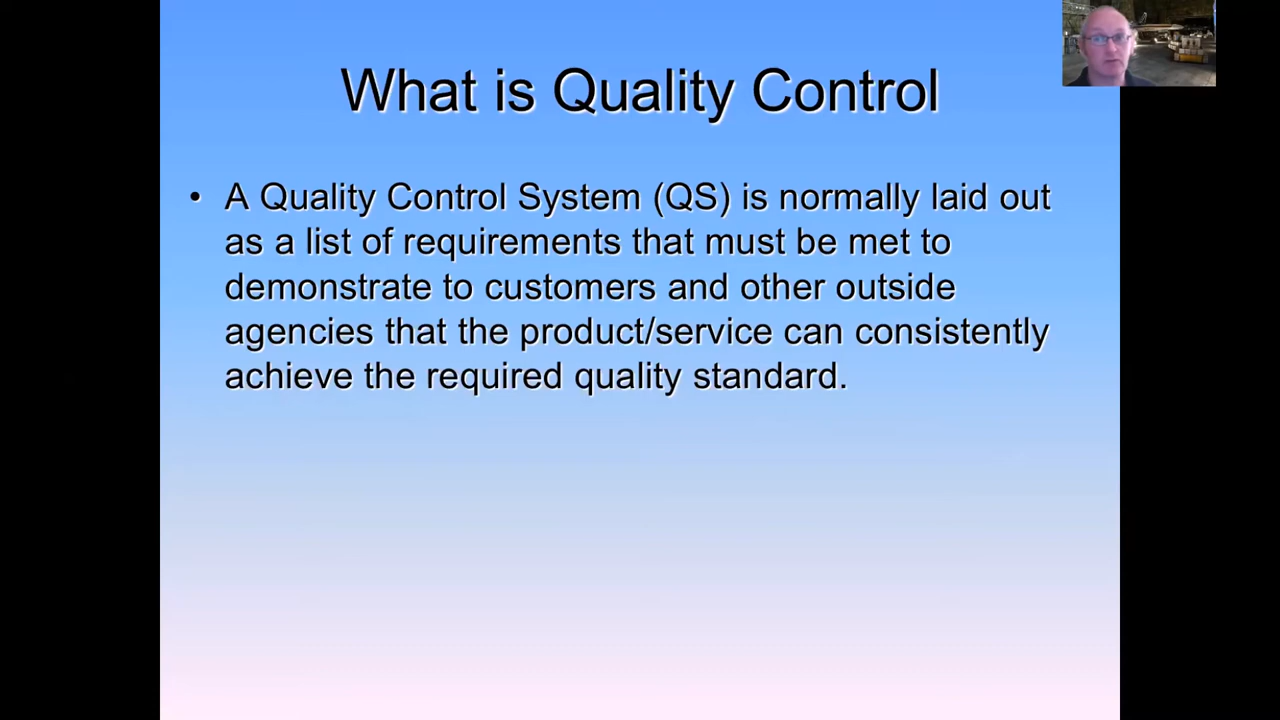 What is Quality Control
• A Quality Control System (QS) is normally laid out
as a list of requirements that must be met to
demonstrate to customers and other outside
agencies that the product/service can consistently
achieve the required quality standard.